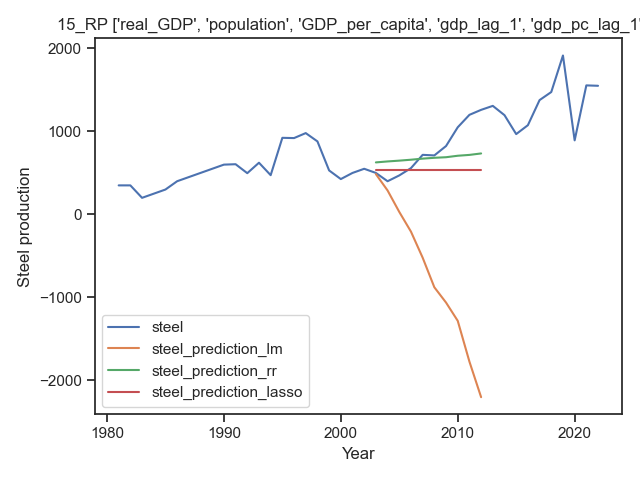 15_RP ['real_GDP', 'population', 'GDP_per_capita', 'gdp_lag_1', 'gdp_pc_lag_1'
2000
1000
0
−1000
−2000
Steel production
steel
steel_prediction_lm
steel_prediction_rr
steel_prediction_lasso
1980
1990
2000
2010
2020
Year